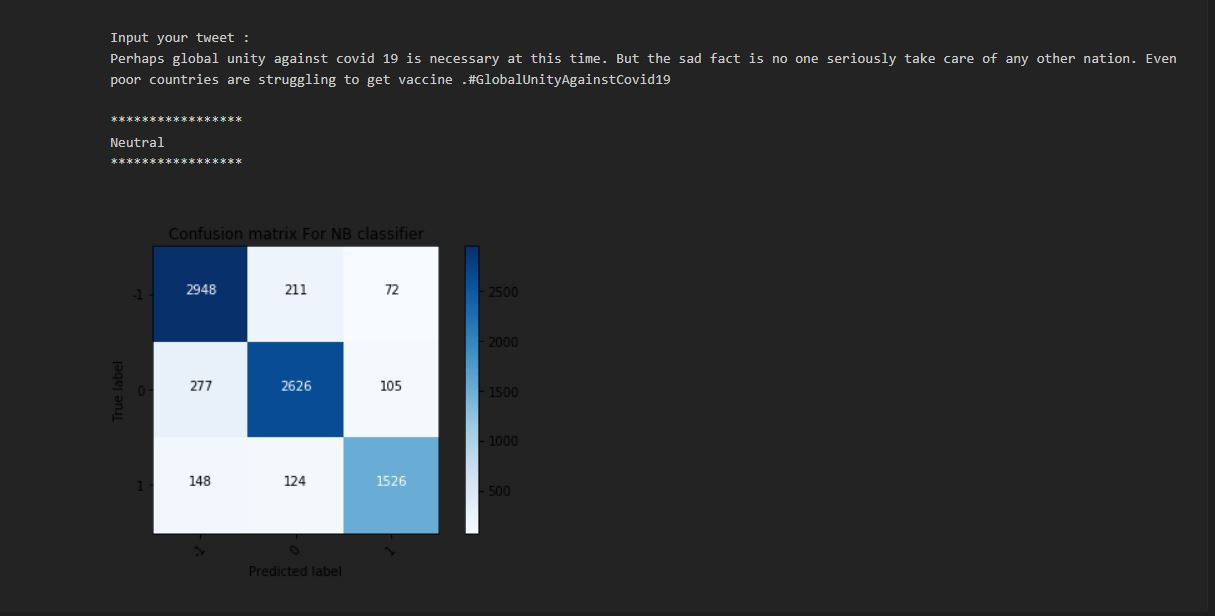 Input your tweet :
Perhaps global unity against covid 19 is necessary at this time. But the sad fact is no one seriously take care of any other nation. Even
poor countries are struggling to get vaccine .#GlobalUnityAgainstCovid19
*****************
Neutral
*****************
Confusion matrix For NB classifier
2948 211 72
277 2626 105
148 124 1526
-1
0
1
True label
-1 0 1
Predicted label
2500
2000
1500
1000
500